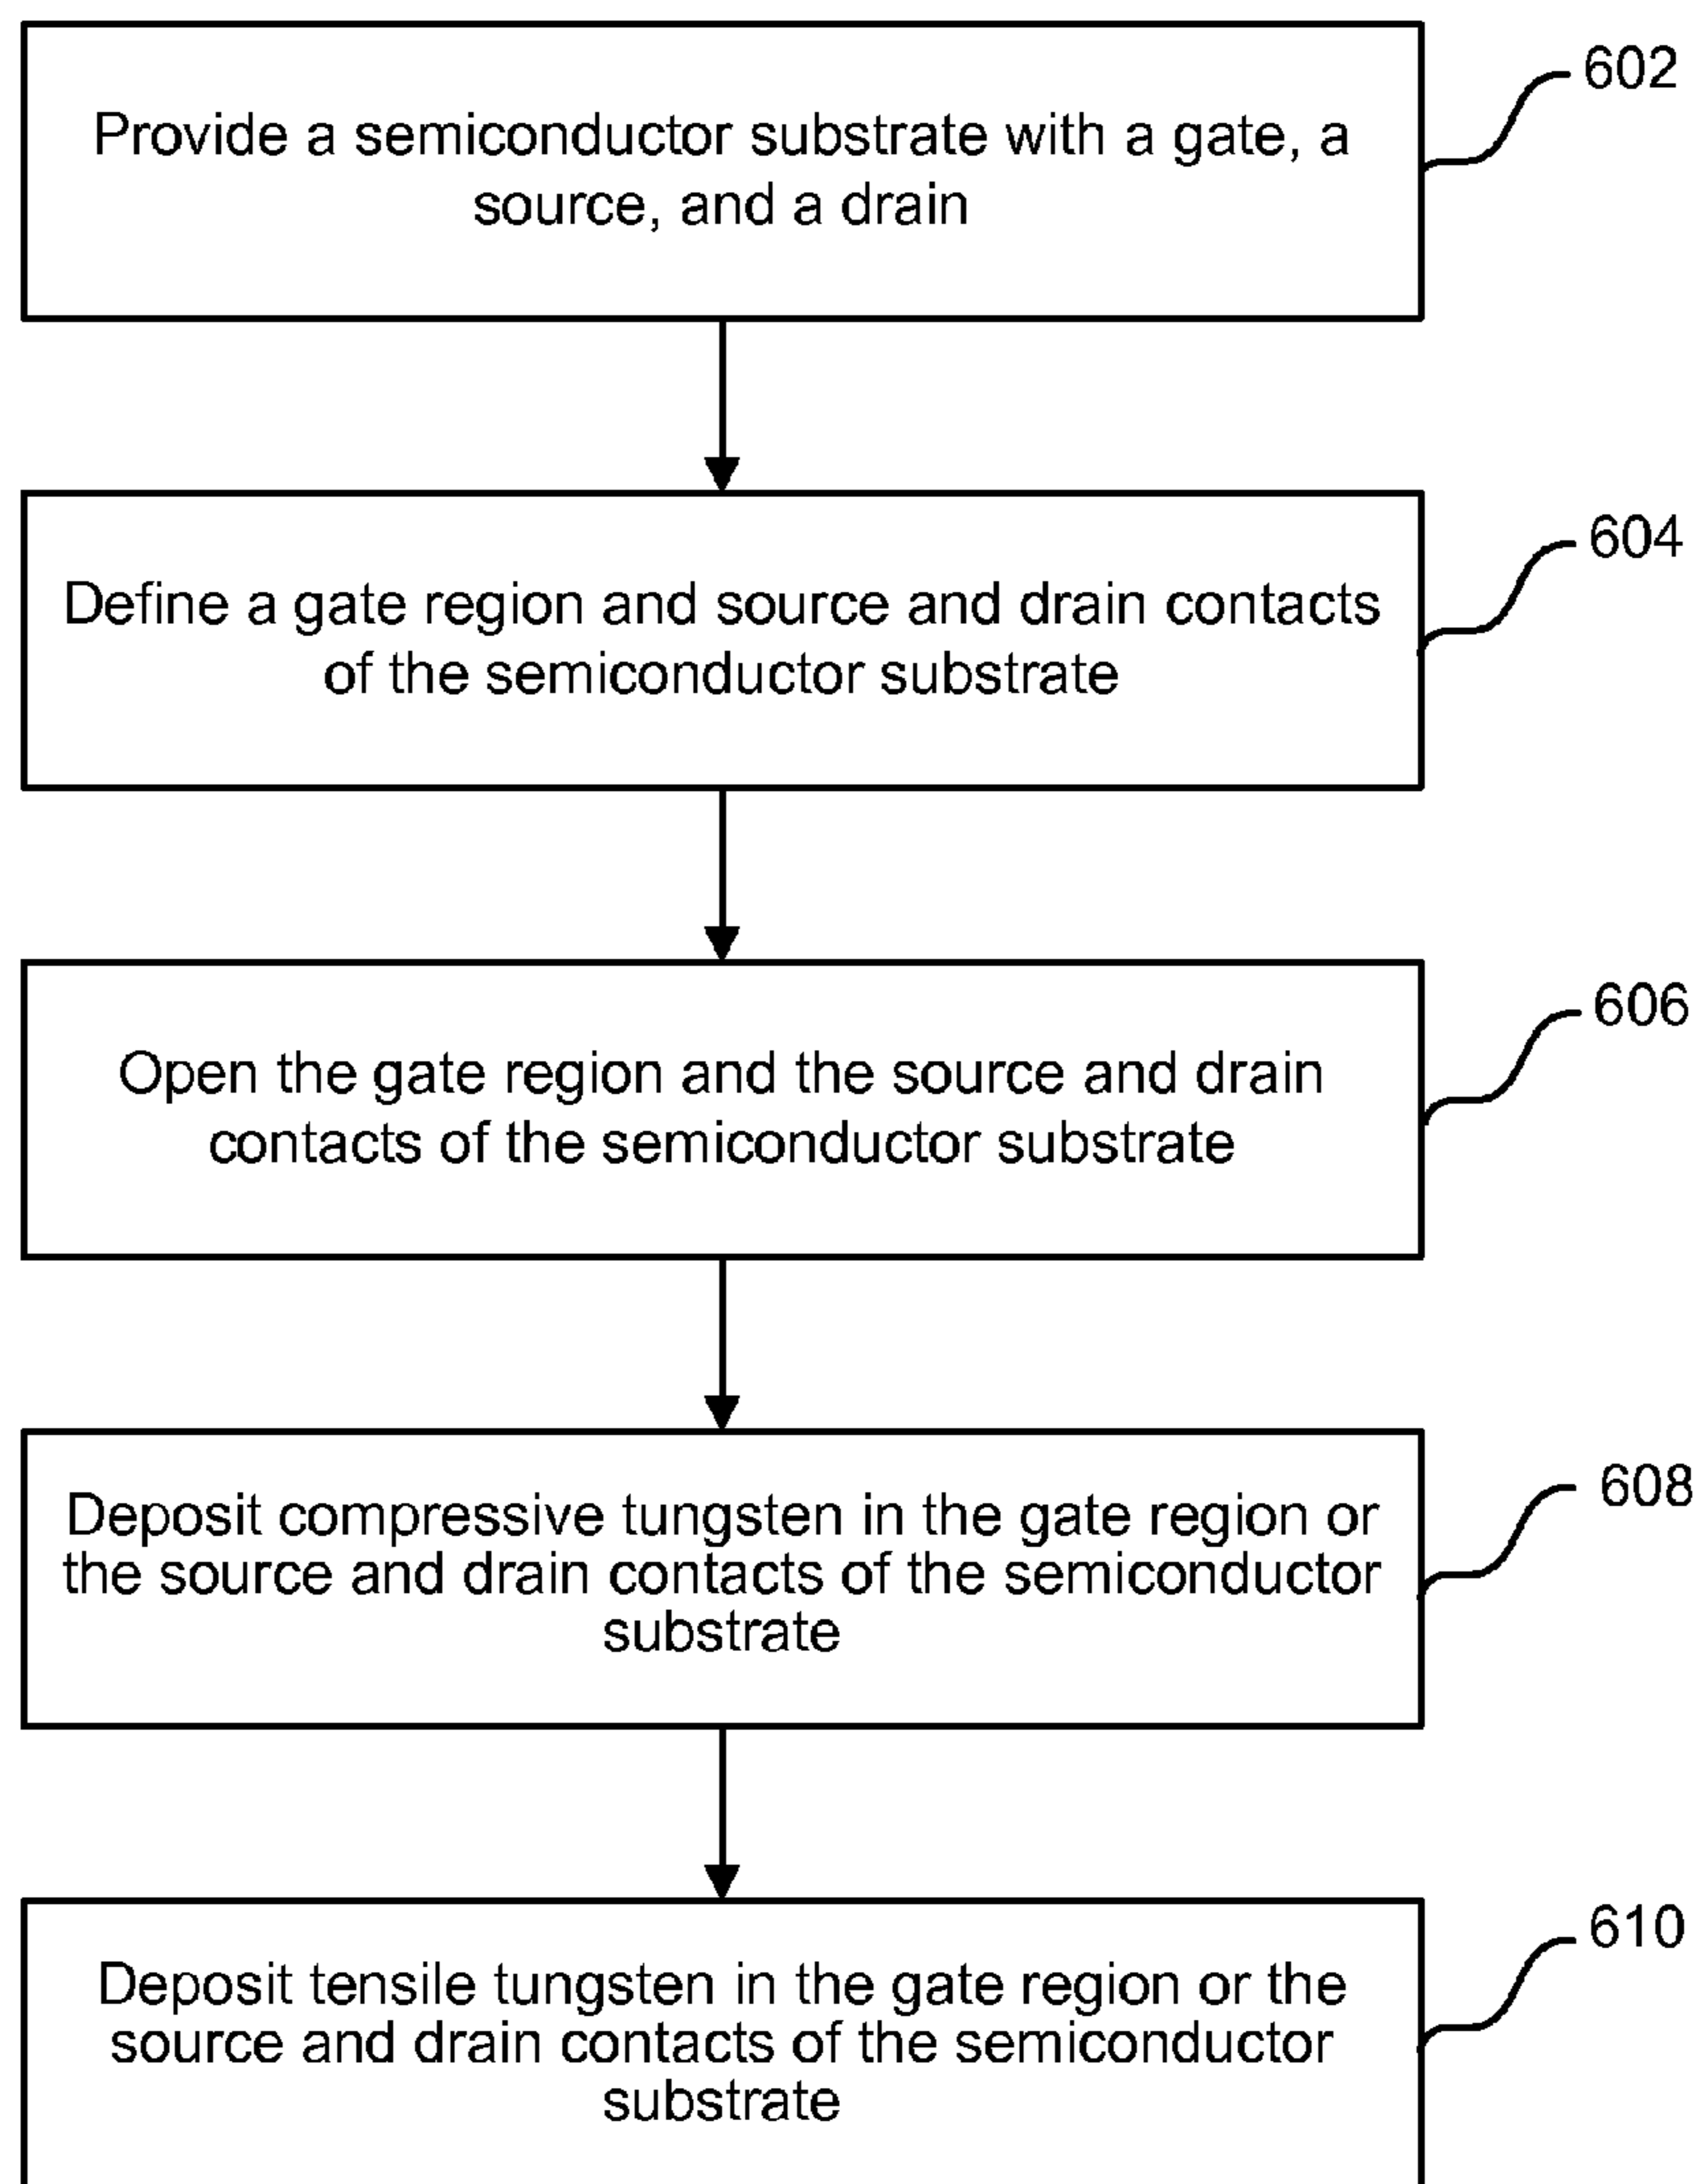 602
Provide a semiconductor substrate with a gate, a
source, and a drain
604
Define a gate region and source and drain contacts
of the semiconductor substrate
606
Open the gate region and the source and drain
contacts of the semiconductor substrate
608
Deposit compressive tungsten in the gate region or
the source and drain contacts of the semiconductor
substrate
610
Deposit tensile tungsten in the gate region or the
source and drain contacts of the semiconductor
substrate